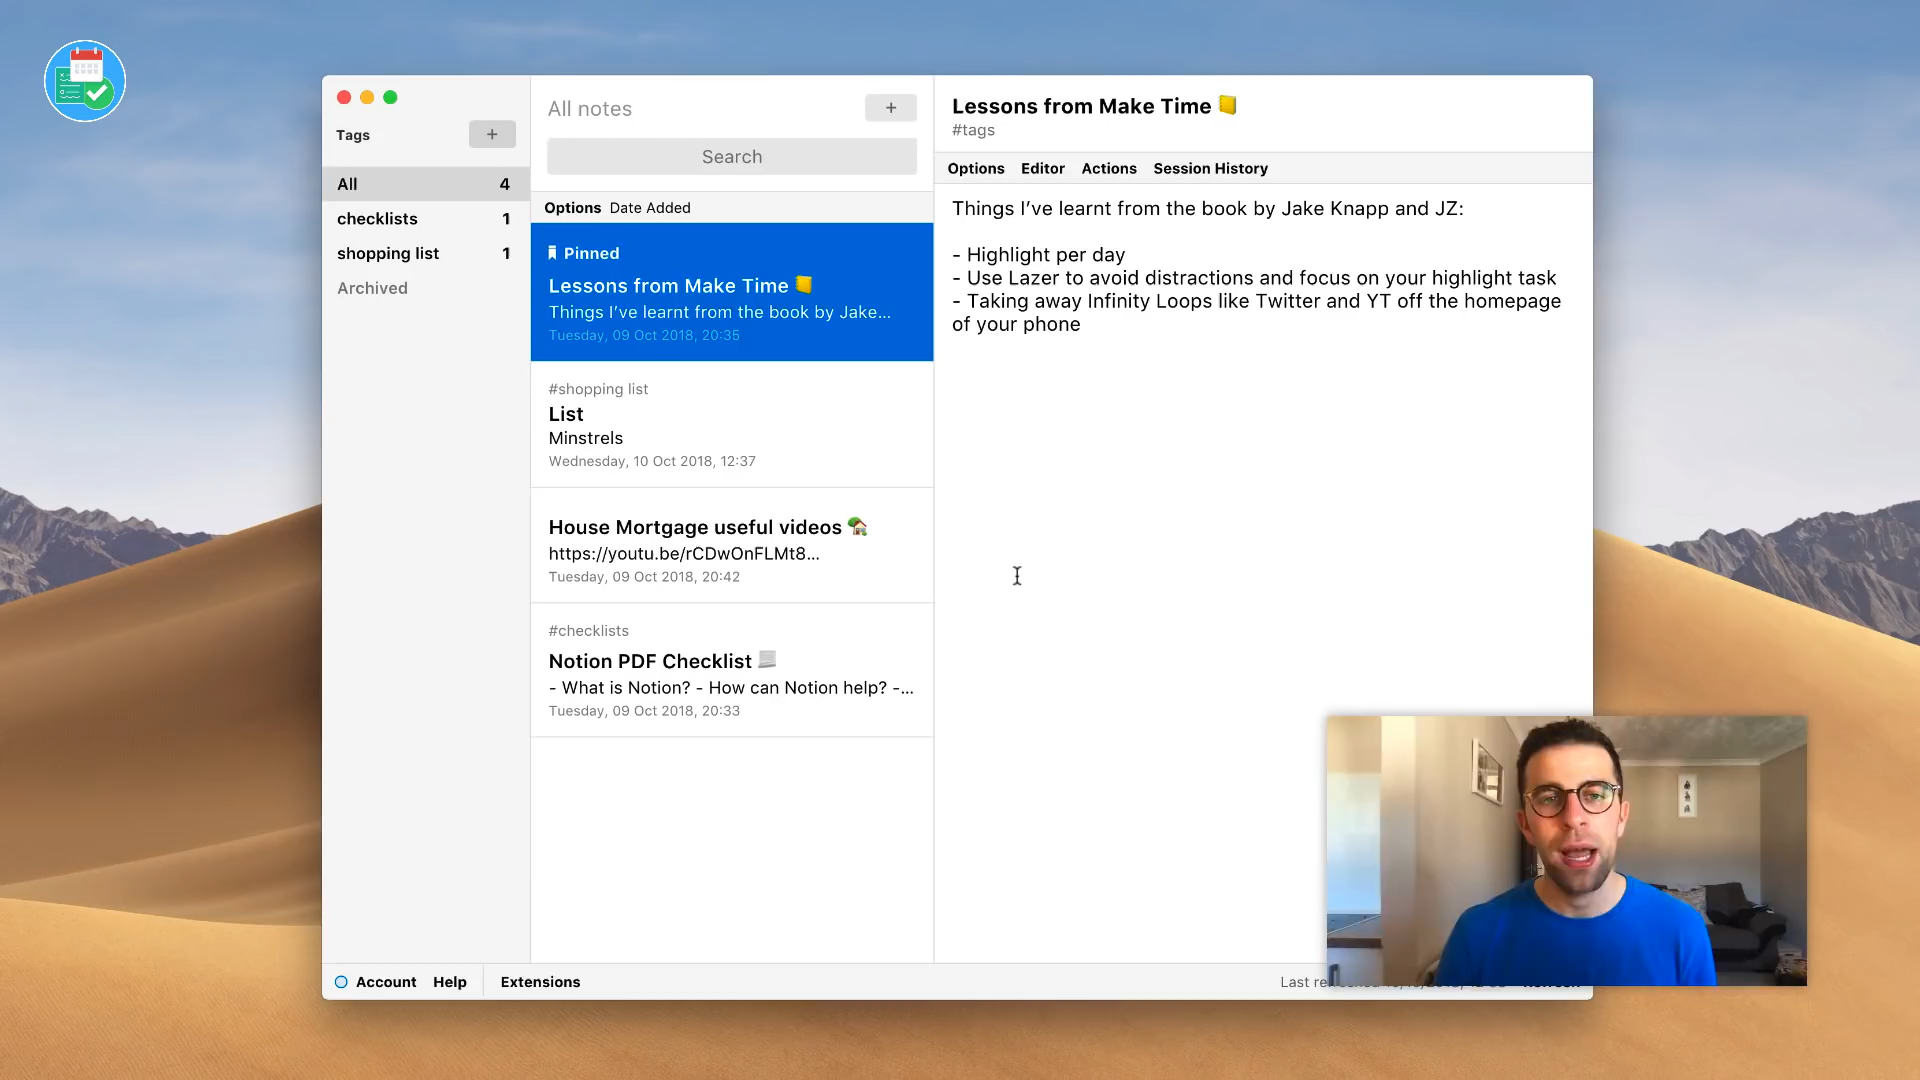 Tags
+
All 4
checklists 1
shopping list 1
Archived
All notes
+
Search
Options Date Added
Pinned
Lessons from Make Time
Things I’ve learnt from the book by Jake...
Tuesday, 09 Oct 2018, 20:35
#shopping list
List
Minstrels
Wednesday, 10 Oct 2018, 12:37
House Mortgage useful videos
https://youtu.be/rCDwOnFLMt8...
Tuesday, 09 Oct 2018, 20:42
#checklists
Notion PDF Checklist
- What is Notion? - How can Notion help? -...
Tuesday, 09 Oct 2018, 20:33
Lessons from Make Time
#tags
Options Editor Actions Session History
Things I’ve learnt from the book by Jake Knapp and JZ:
- Highlight per day
- Use Lazer to avoid distractions and focus on your highlight task
- Taking away Infinity Loops like Twitter and YT off the homepage
of your phone
Account Help Extensions
Last